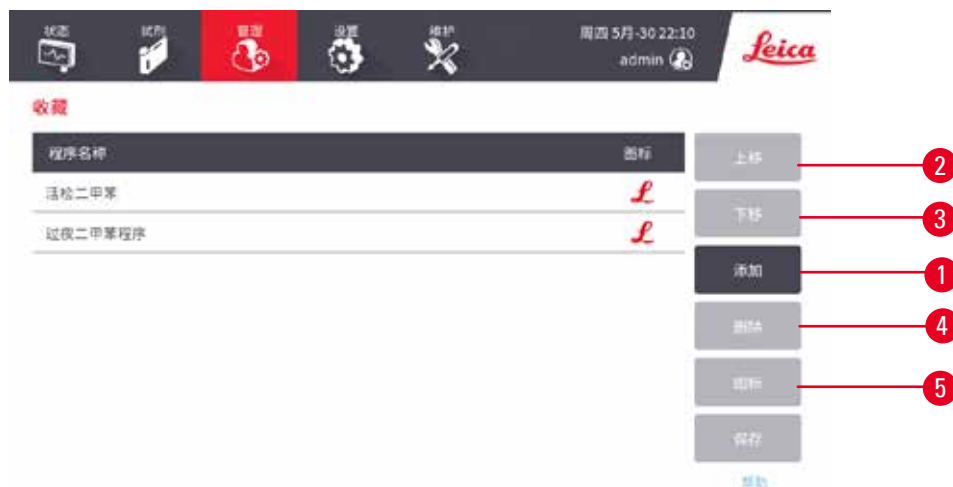 状态 试剂 管理 设置 维护 周四 5月-30 22:10
admin
Leica
收藏
程序名称 图标
活检二甲苯
过夜二甲苯程序
上移
下移
添加
删除
图标
保存
帮助
2
3
1
4
5